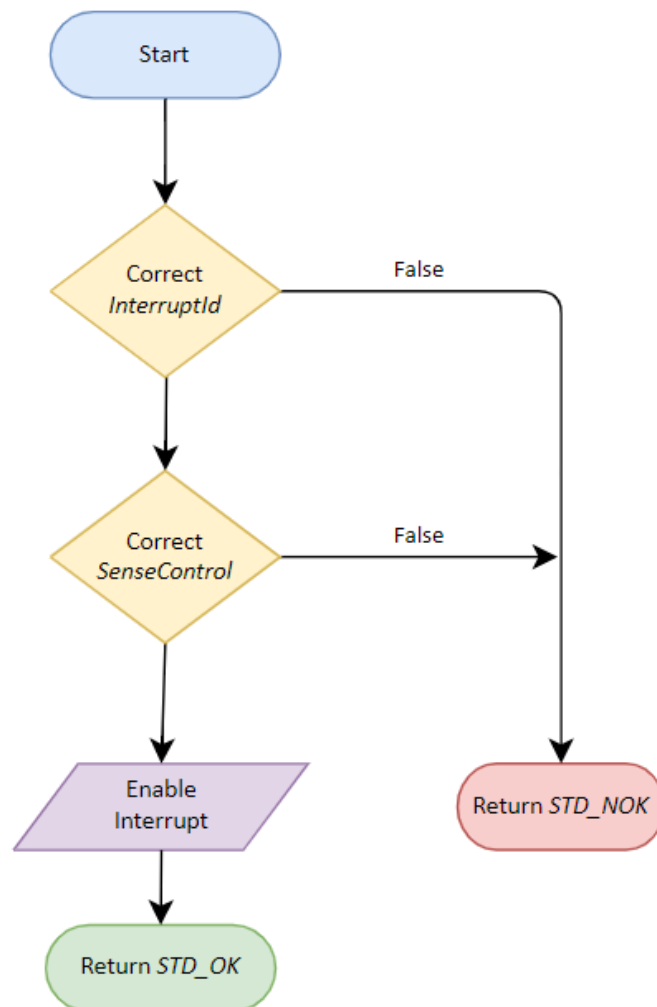 Start
Correct
InterruptId
False
Correct
SenseControl
False
Enable
Interrupt
Return STD_NOK
Return STD_OK